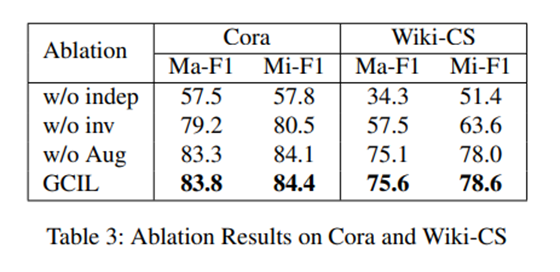 Ablation Cora Wiki-CS
Ma-F1 Mi-F1 Ma-F1 Mi-F1
w/o indep 57.5 57.8 34.3 51.4
w/o inv 79.2 80.5 57.5 63.6
w/o Aug 83.3 84.1 75.1 78.0
GCIL 83.8 84.4 75.6 78.6
Table 3: Ablation Results on Cora and Wiki-CS